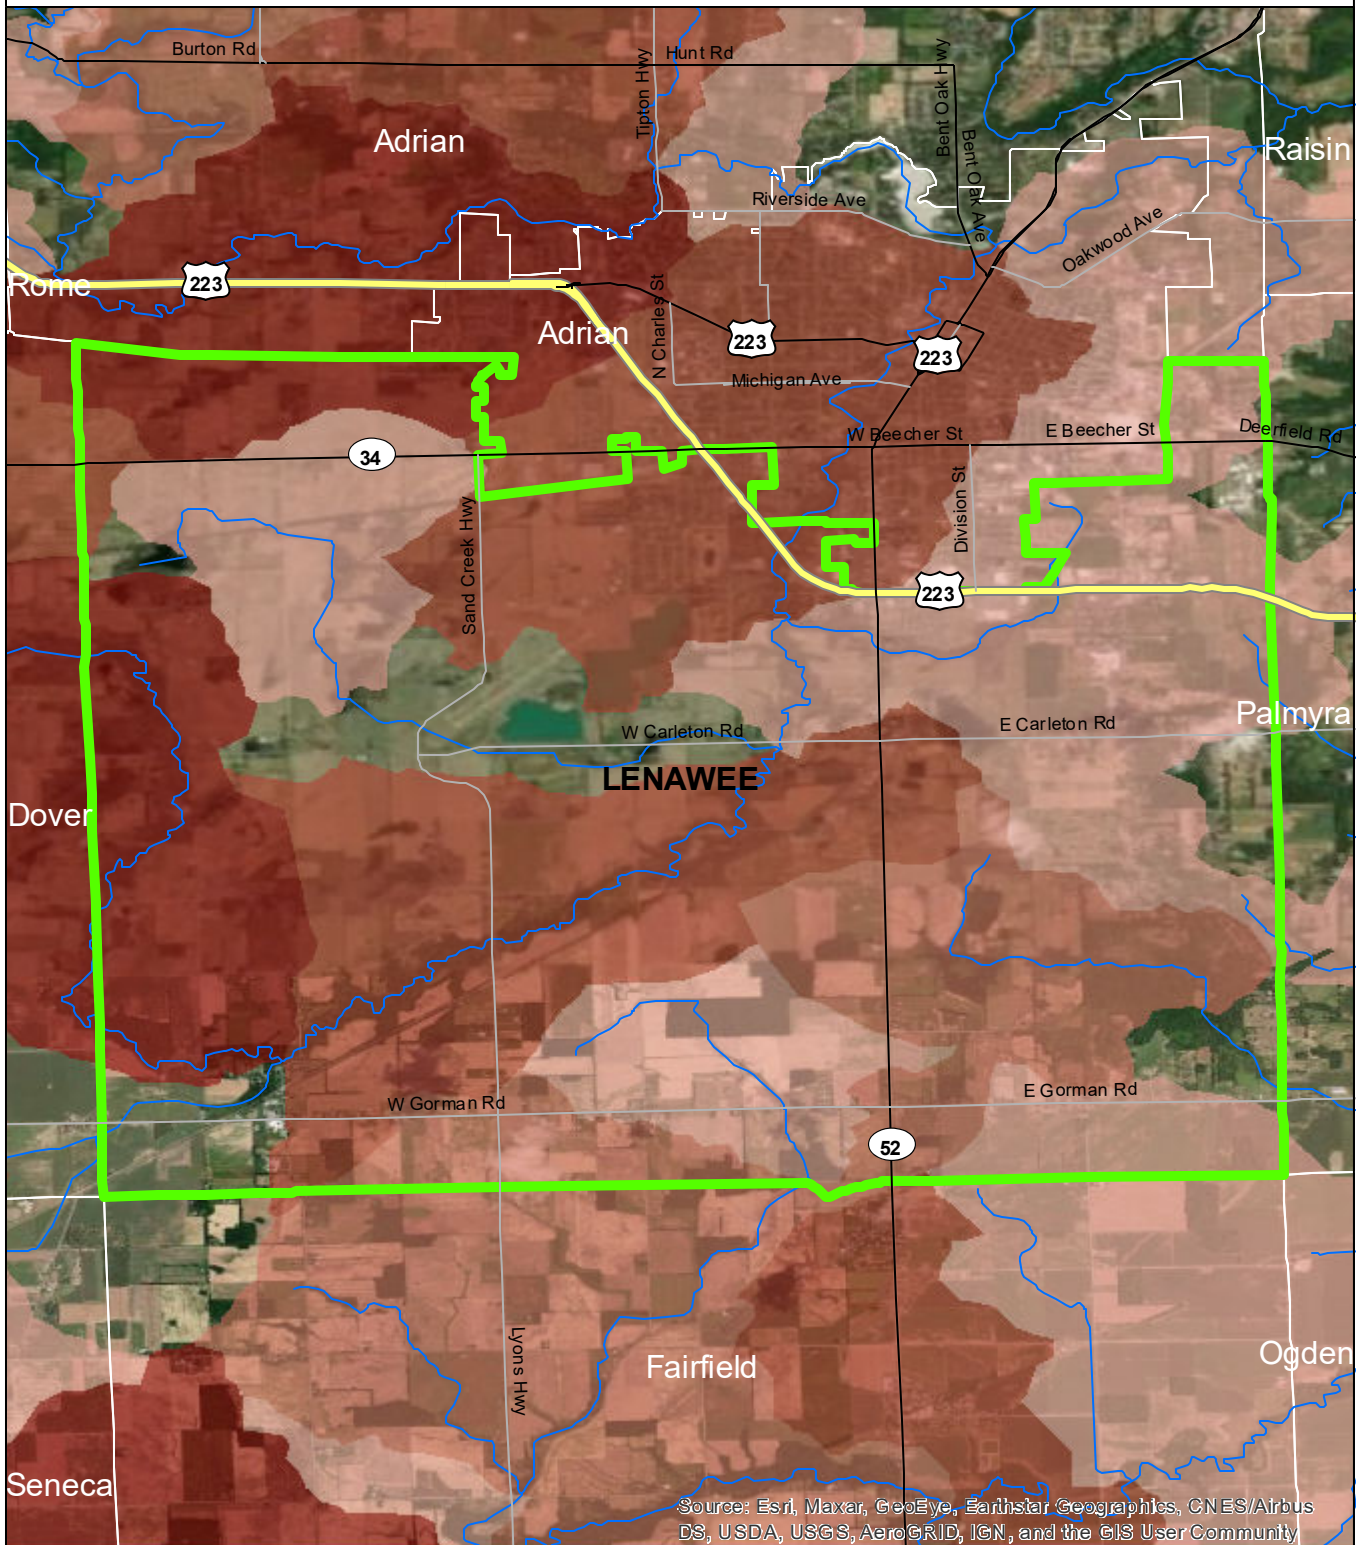 Burton Rd
Hunt Rd
Tipton Hwy
Bent Oak Hwy
Adrian
Bent Oak Ave
Raisin
Riverside Ave
Oakwood Ave
Rome
223
N Charles St
Adrian
223
223
Michigan Ave
W Beecher St
E Beecher St
Deerfield Rd
34
Sand Creek Hwy
Division St
223
Palmyra
W Carleton Rd
E Carleton Rd
LENAWEE
Dover
W Gorman Rd
E Gorman Rd
52
Lyons Hwy
Fairfield
Ogden
Seneca
Source: Esri, Maxar, GeoEye, Earthstar Geographics, CNES/Airbus
DS, USDA, USGS, AeroGRID, IGN, and the GIS User Community